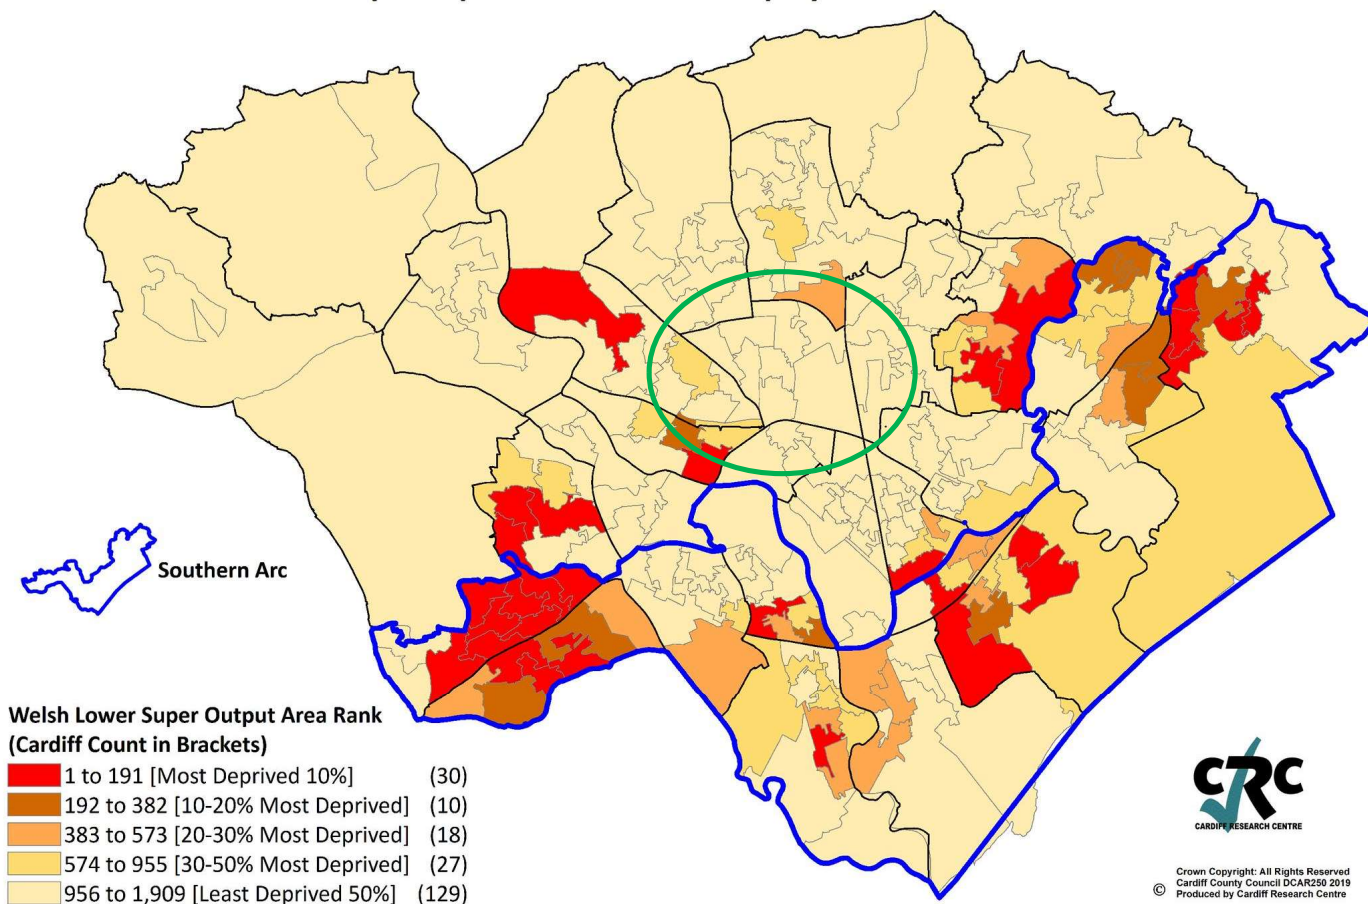 Southern Arc
Welsh Lower Super Output Area Rank
(Cardiff Count in Brackets)
1 to 191 [Most Deprived 10%] (30)
192 to 382 [10-20% Most Deprived] (10)
383 to 573 [20-30% Most Deprived] (18)
574 to 955 [30-50% Most Deprived] (27)
956 to 1,909 [Least Deprived 50%] (129)
CRC
CARDIFF RESEARCH CENTRE
Crown Copyright: All Rights Reserved
Cardiff County Council DCAR250 2019
© Produced by Cardiff Research Centre